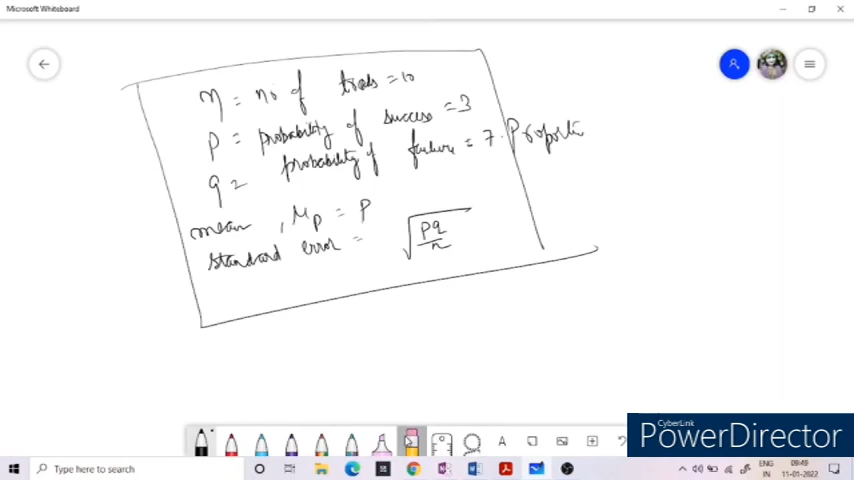 Microsoft Whiteboard
n = no of trials = 10
p = probability of success = 3
q = probability of failure = 7. Proporti
mean, μp = p
standard error = √pq/n
CyberLink
PowerDirector
Type here to search
ENG
IN
09:49
11-01-2022